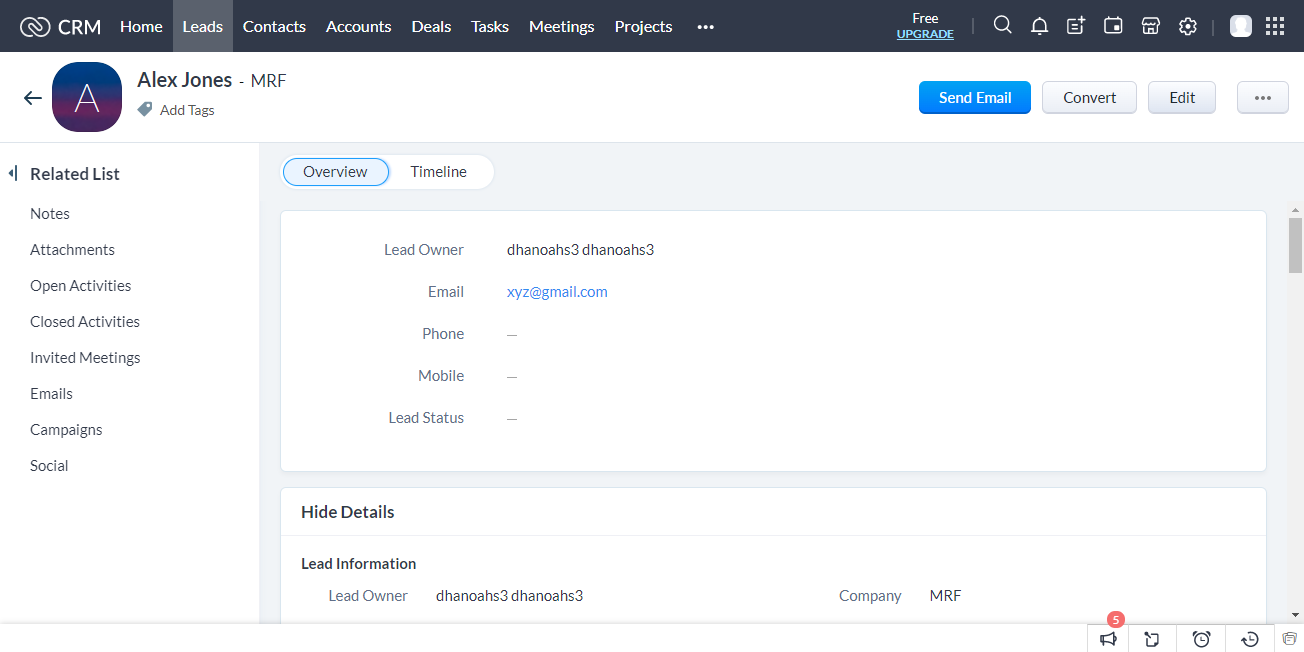 CRM Home Leads Contacts Accounts Deals Tasks Meetings Projects ••• Free
UPGRADE
Alex Jones - MRF
Add Tags
A
Send Email Convert Edit •••
Related List
Notes
Attachments
Open Activities
Closed Activities
Invited Meetings
Emails
Campaigns
Social
Overview Timeline
Lead Owner dhanoahs3 dhanoahs3
Email xyz@gmail.com
Phone —
Mobile —
Lead Status —
Hide Details
Lead Information
Lead Owner dhanoahs3 dhanoahs3 Company MRF
5